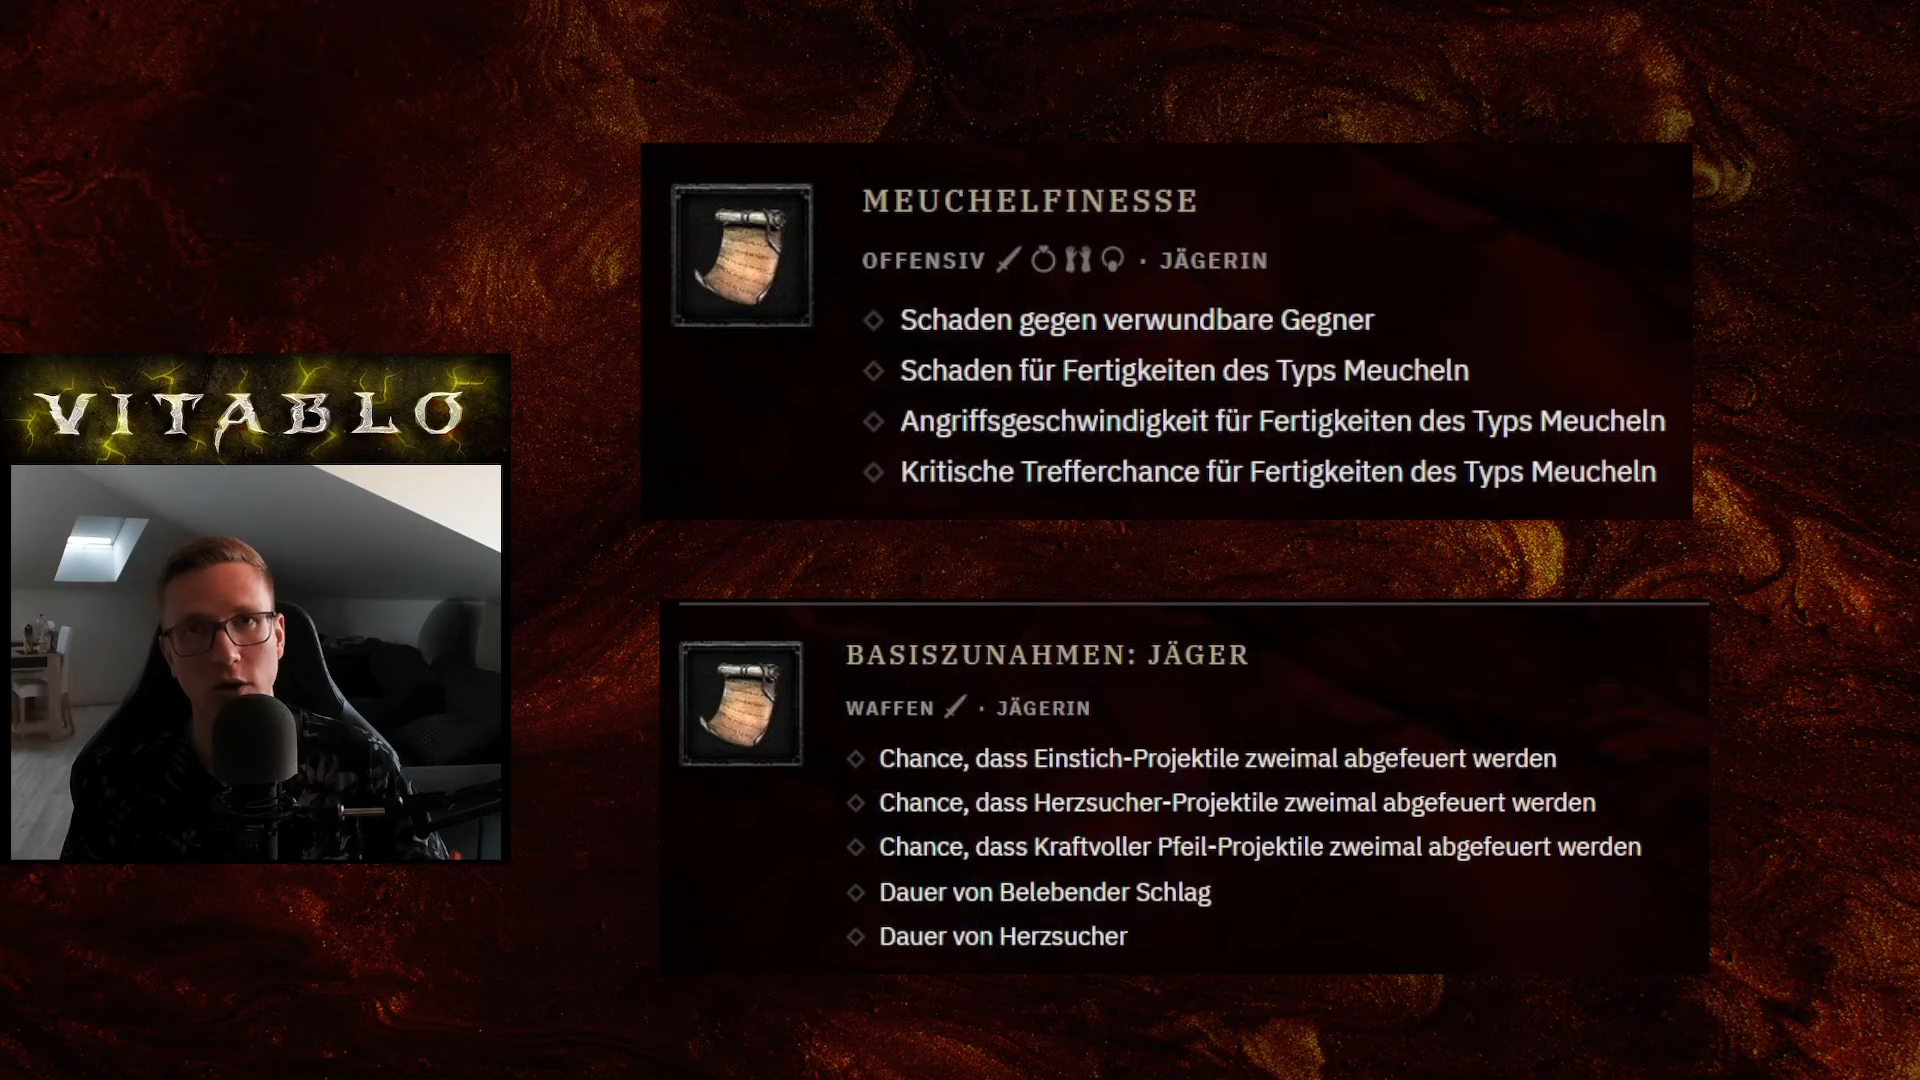 VITABLO
MEUCHELFINESSE
OFFENSIV · JÄGERIN
Schaden gegen verwundbare Gegner
Schaden für Fertigkeiten des Typs Meucheln
Angriffsgeschwindigkeit für Fertigkeiten des Typs Meucheln
Kritische Trefferchance für Fertigkeiten des Typs Meucheln
BASISZUNAHMEN: JÄGER
WAFFEN · JÄGERIN
Chance, dass Einstich-Projektile zweimal abgefeuert werden
Chance, dass Herzsucher-Projektile zweimal abgefeuert werden
Chance, dass Kraftvoller Pfeil-Projektile zweimal abgefeuert werden
Dauer von Belebender Schlag
Dauer von Herzsucher